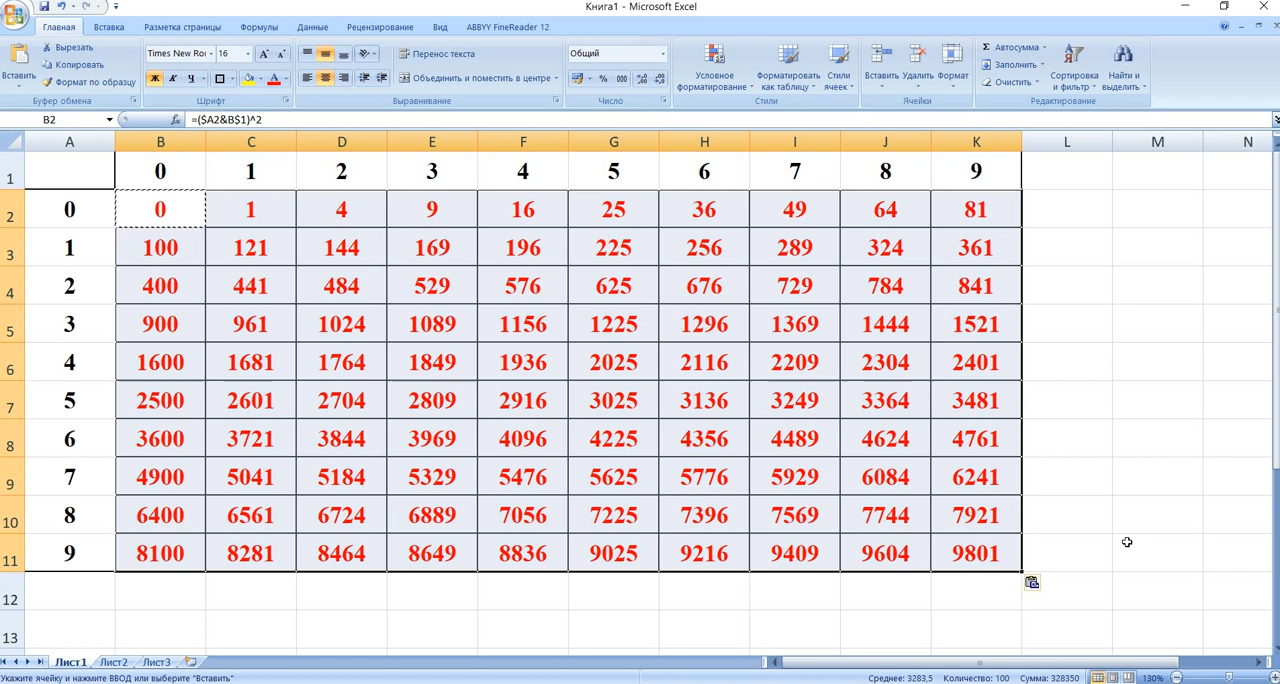 Книга1 - Microsoft Excel
Главная Вставка Разметка страницы Формулы Данные Рецензирование Вид ABBYY FineReader 12
Вставить
Вырезать
Копировать
Формат по образцу
Буфер обмена
Times New Ror 16
Ж К Ч
Шрифт
Перенос текста
Объединить и поместить в центре
Выравнивание
Общий
% 000
Число
Условное форматирование
Форматировать как таблицу
Стили ячеек
Стили
Вставить Удалить Формат
Ячейки
Σ Автосумма
Заполнить
Очистить
Сортировка и фильтр
Найти и выделить
Редактирование
B2 fx =($A2&B$1)^2
A B C D E F G H I J K L M N
1 0 1 2 3 4 5 6 7 8 9
2 0 0 1 4 9 16 25 36 49 64 81
3 1 100 121 144 169 196 225 256 289 324 361
4 2 400 441 484 529 576 625 676 729 784 841
5 3 900 961 1024 1089 1156 1225 1296 1369 1444 1521
6 4 1600 1681 1764 1849 1936 2025 2116 2209 2304 2401
7 5 2500 2601 2704 2809 2916 3025 3136 3249 3364 3481
8 6 3600 3721 3844 3969 4096 4225 4356 4489 4624 4761
9 7 4900 5041 5184 5329 5476 5625 5776 5929 6084 6241
10 8 6400 6561 6724 6889 7056 7225 7396 7569 7744 7921
11 9 8100 8281 8464 8649 8836 9025 9216 9409 9604 9801
12
13
Лист1 Лист2 Лист3
Укажите ячейку и нажмите ВВОД или выберите "Вставить" Среднее: 3283,5 Количество: 100 Сумма: 328350 130%